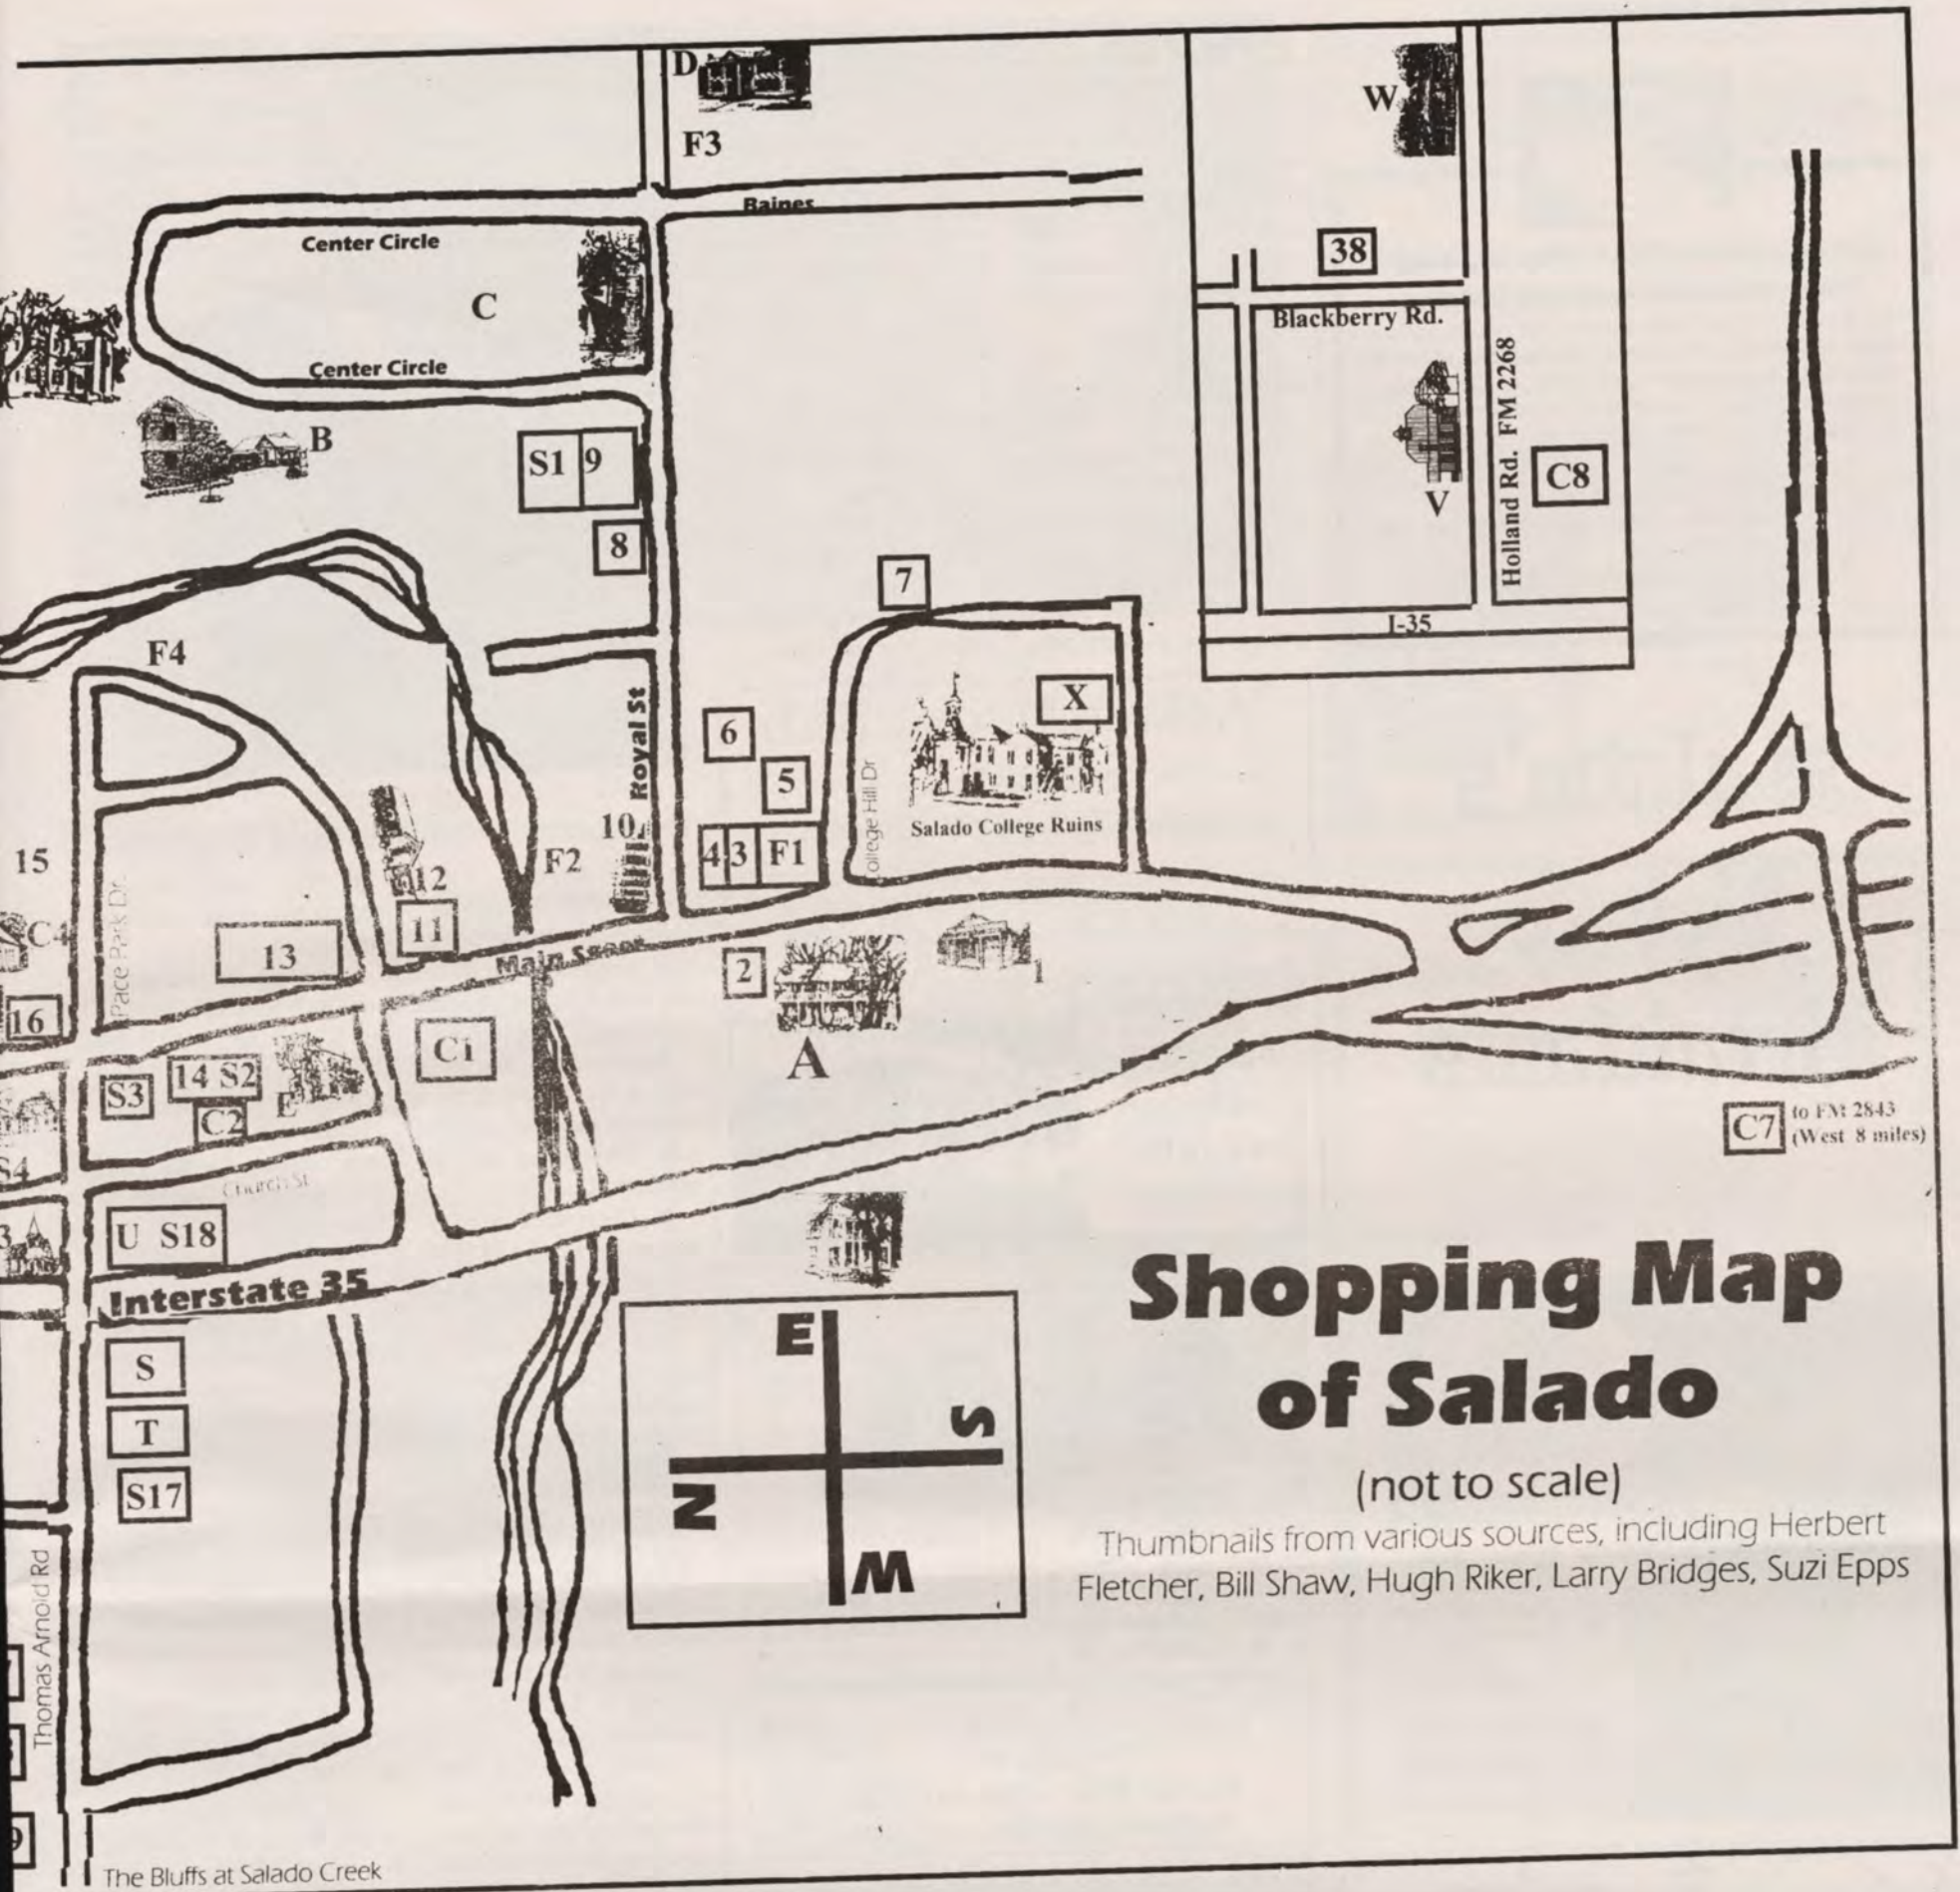 D
F3
W
Baines
Center Circle
38
C
Blackberry Rd.
Center Circle
B
S1 9
Holland Rd. FM 2268
C8
V
8
7
I-35
F4
X
6
Royal St
5
College Hill Dr
Salado College Ruins
10
4 3 F1
15
12
F2
C4
Pace Park Dr.
13
11
Main
2
1
16
C1
A
S3
14 S2
E
C2
C7
to FM 2843
(West 8 miles)
S4
Church St
U S18
Interstate 35
Shopping Map
of Salado
(not to scale)
Thumbnails from various sources, including Herbert
Fletcher, Bill Shaw, Hugh Riker, Larry Bridges, Suzi Epps
E
S
N
W
S
T
S17
Thomas Arnold Rd
The Bluffs at Salado Creek